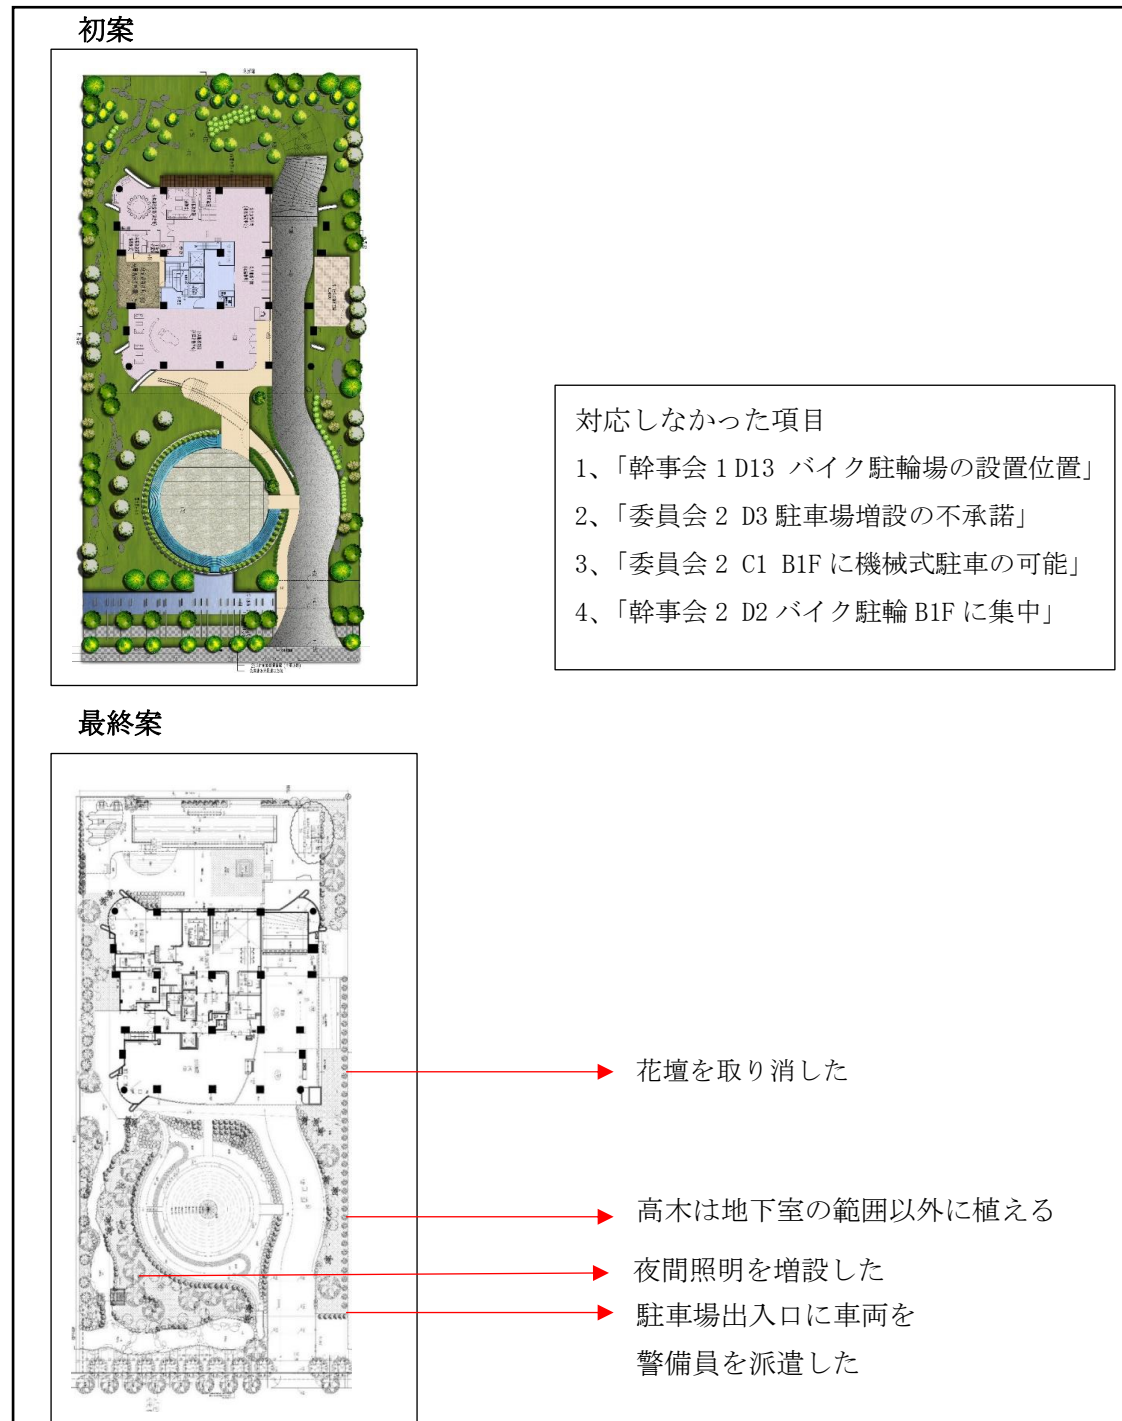 初案
対応しなかった項目
1、「幹事会 1 D13 バイク駐輪場の設置位置」
2、「委員会 2 D3 駐車場増設の不承諾」
3、「委員会 2 C1 B1F に機械式駐車の可能」
4、「幹事会 2 D2 バイク駐輪 B1F に集中」
最終案
花壇を取り消した
高木は地下室の範囲以外に植える
夜間照明を増設した
駐車場出入口に車両を
警備員を派遣した